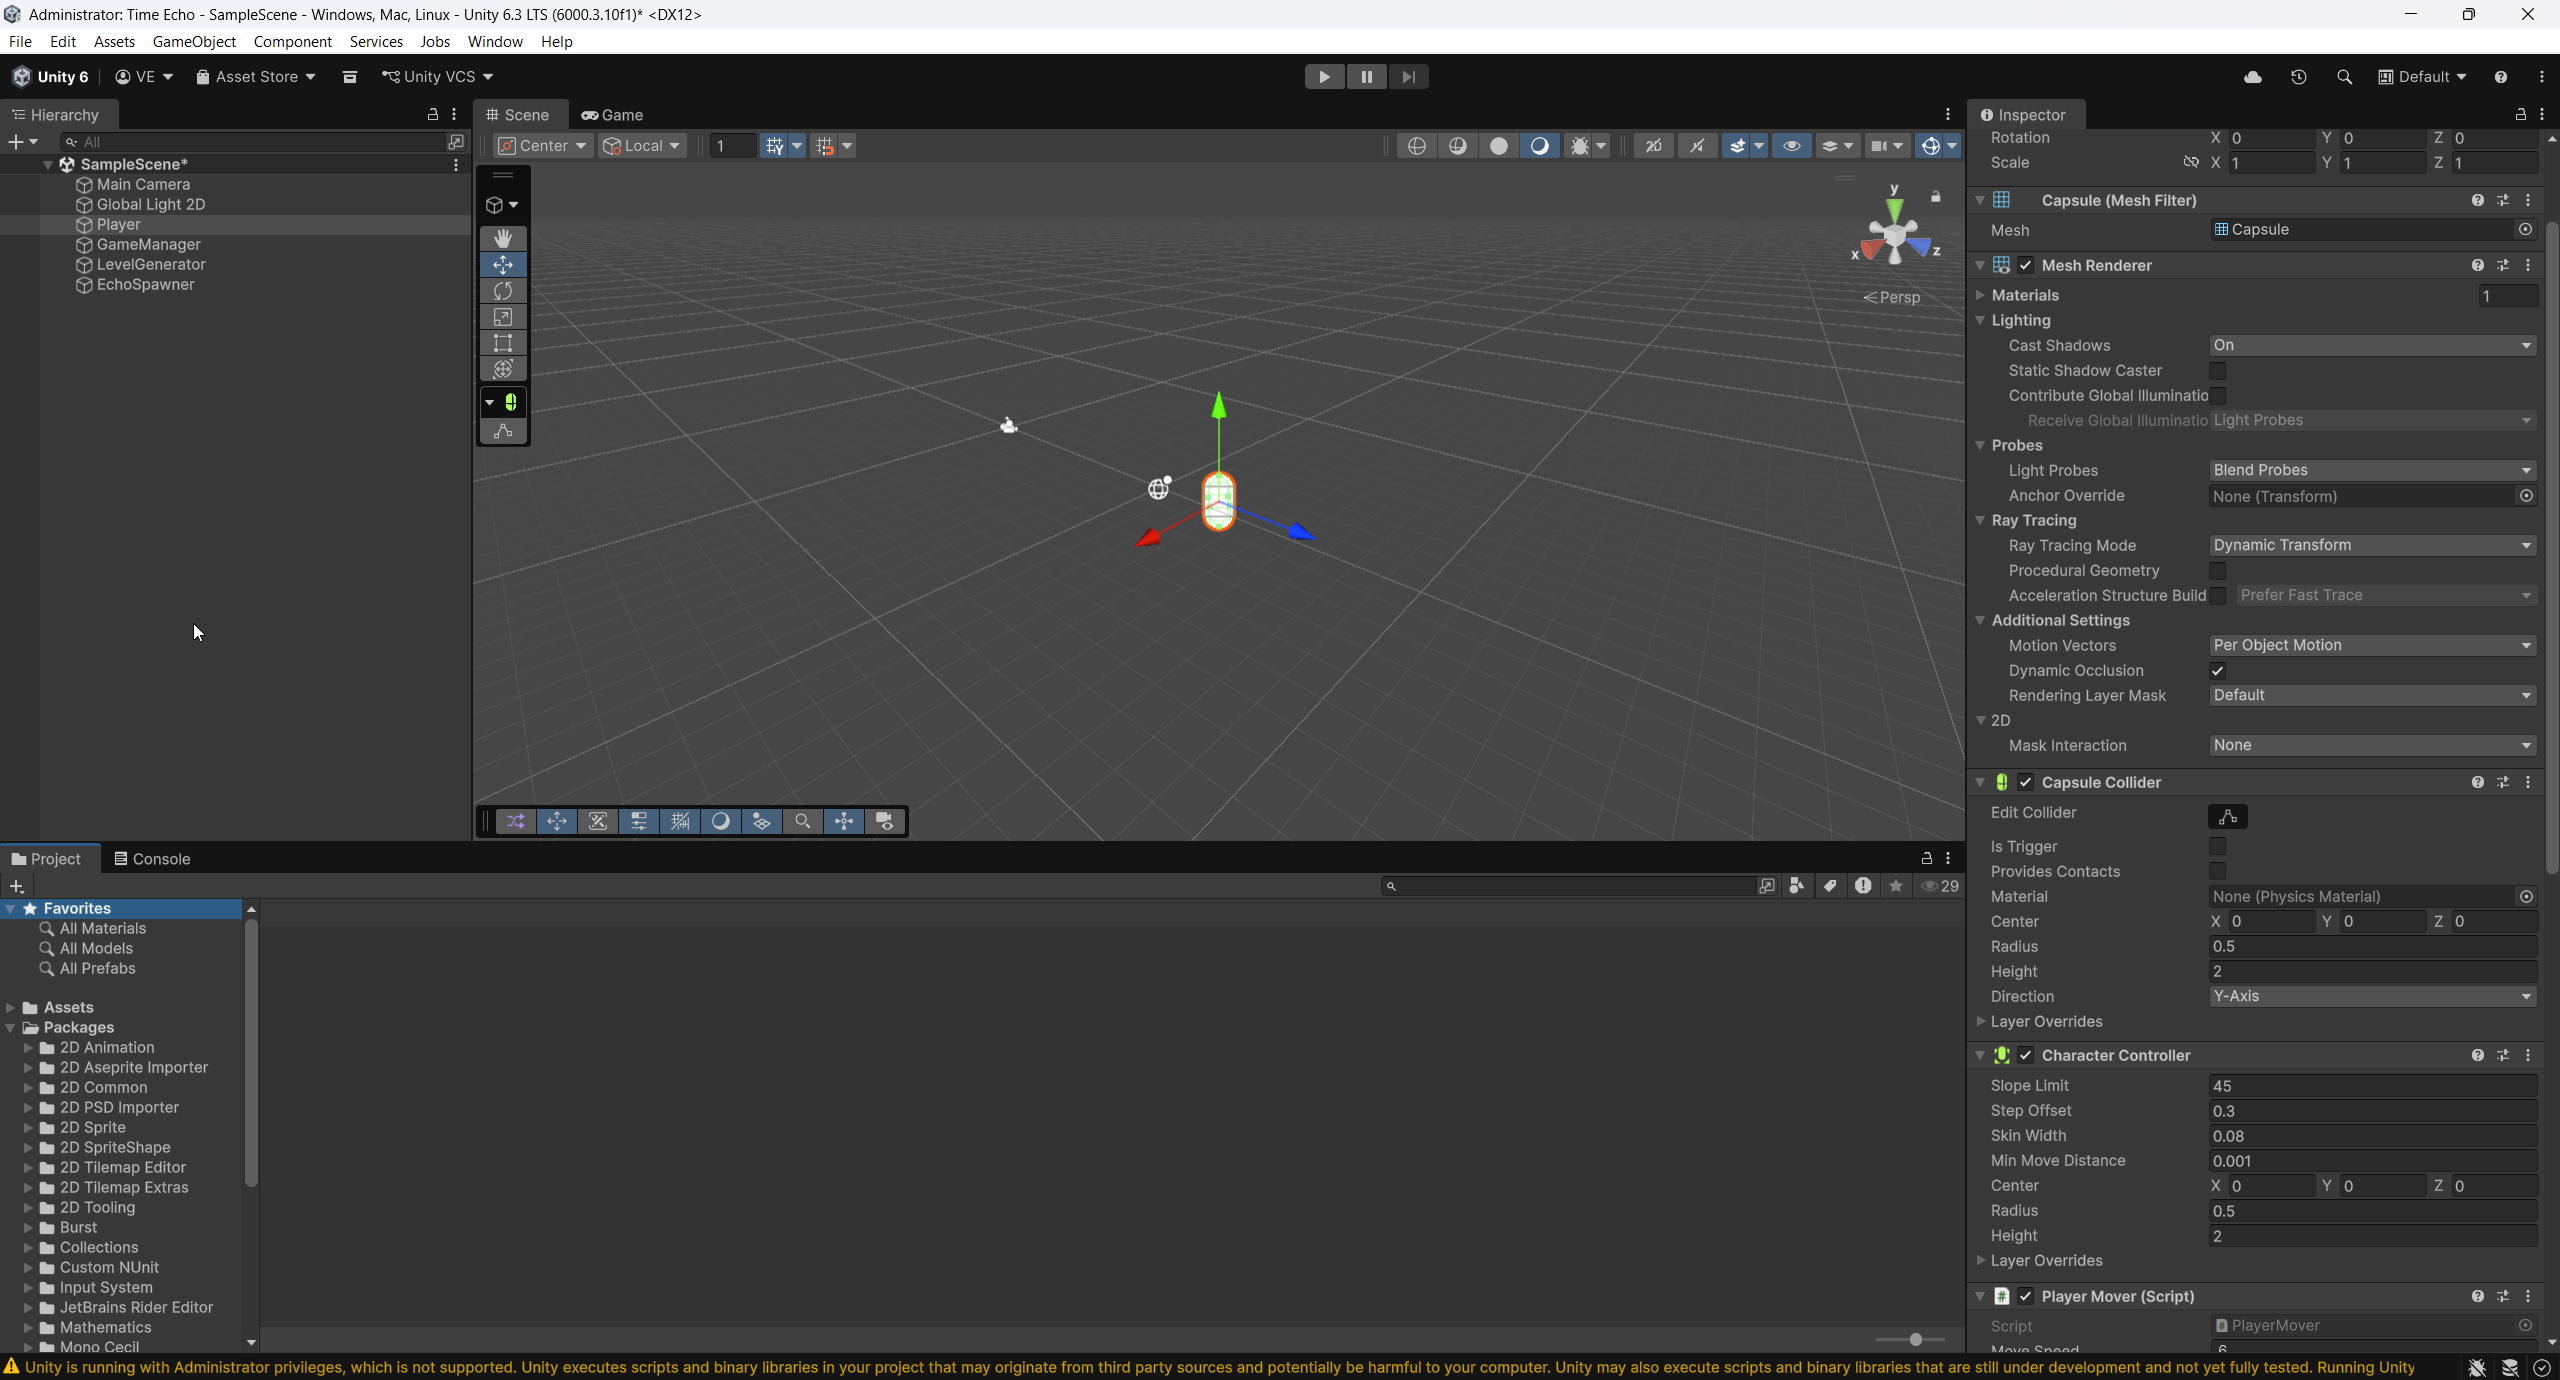 Administrator: Time Echo - SampleScene - Windows, Mac, Linux - Unity 6.3 LTS (6000.3.10f1)* <DX12>
File Edit Assets GameObject Component Services Jobs Window Help
Unity 6 VE Asset Store Unity VCS Default
Hierarchy
All
SampleScene*
Main Camera
Global Light 2D
Player
GameManager
LevelGenerator
EchoSpawner
Scene Game
Center Local 1
y
x
z
Persp
Inspector
Rotation X 0 Y 0 Z 0
Scale X 1 Y 1 Z 1
Capsule (Mesh Filter)
Mesh Capsule
Mesh Renderer
Materials 1
Lighting
Cast Shadows On
Static Shadow Caster
Contribute Global Illuminatio
Receive Global Illuminatio Light Probes
Probes
Light Probes Blend Probes
Anchor Override None (Transform)
Ray Tracing
Ray Tracing Mode Dynamic Transform
Procedural Geometry
Acceleration Structure Build Prefer Fast Trace
Additional Settings
Motion Vectors Per Object Motion
Dynamic Occlusion
Rendering Layer Mask Default
2D
Mask Interaction None
Capsule Collider
Edit Collider
Is Trigger
Provides Contacts
Material None (Physics Material)
Center X 0 Y 0 Z 0
Radius 0.5
Height 2
Direction Y-Axis
Layer Overrides
Character Controller
Slope Limit 45
Step Offset 0.3
Skin Width 0.08
Min Move Distance 0.001
Center X 0 Y 0 Z 0
Radius 0.5
Height 2
Layer Overrides
Player Mover (Script)
Script PlayerMover
Move Speed 6
Project Console
29
Favorites
All Materials
All Models
All Prefabs
Assets
Packages
2D Animation
2D Aseprite Importer
2D Common
2D PSD Importer
2D Sprite
2D SpriteShape
2D Tilemap Editor
2D Tilemap Extras
2D Tooling
Burst
Collections
Custom NUnit
Input System
JetBrains Rider Editor
Mathematics
Mono Cecil
Unity is running with Administrator privileges, which is not supported. Unity executes scripts and binary libraries in your project that may originate from third party sources and potentially be harmful to your computer. Unity may also execute scripts and binary libraries that are still under development and not yet fully tested. Running Unity